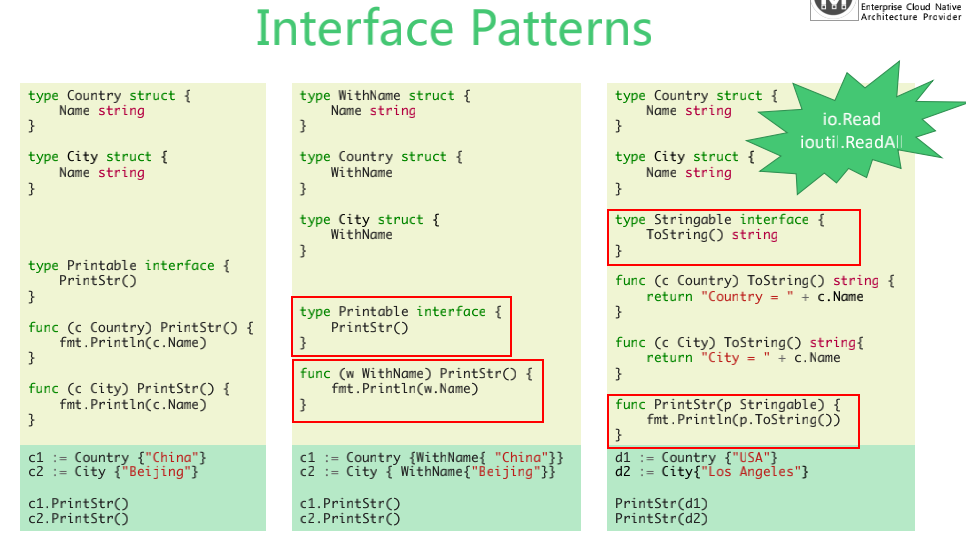 Interface Patterns
Enterprise Cloud Native
Architecture Provider
type Country struct {
    Name string
}
type City struct {
    Name string
}
type Printable interface {
    PrintStr()
}
func (c Country) PrintStr() {
    fmt.Println(c.Name)
}
func (c City) PrintStr() {
    fmt.Println(c.Name)
}
c1 := Country {"China"}
c2 := City {"Beijing"}
c1.PrintStr()
c2.PrintStr()
type WithName struct {
    Name string
}
type Country struct {
    WithName
}
type City struct {
    WithName
}
type Printable interface {
    PrintStr()
}
func (w WithName) PrintStr() {
    fmt.Println(w.Name)
}
c1 := Country {WithName{ "China"}}
c2 := City { WithName{"Beijing"}}
c1.PrintStr()
c2.PrintStr()
type Country struct {
    Name string
}
type City struct {
    Name string
}
type Stringable interface {
    ToString() string
}
func (c Country) ToString() string {
    return "Country = " + c.Name
}
func (c City) ToString() string{
    return "City = " + c.Name
}
func PrintStr(p Stringable) {
    fmt.Println(p.ToString())
}
d1 := Country {"USA"}
d2 := City{"Los Angeles"}
PrintStr(d1)
PrintStr(d2)
io.Read
ioutil.ReadAll